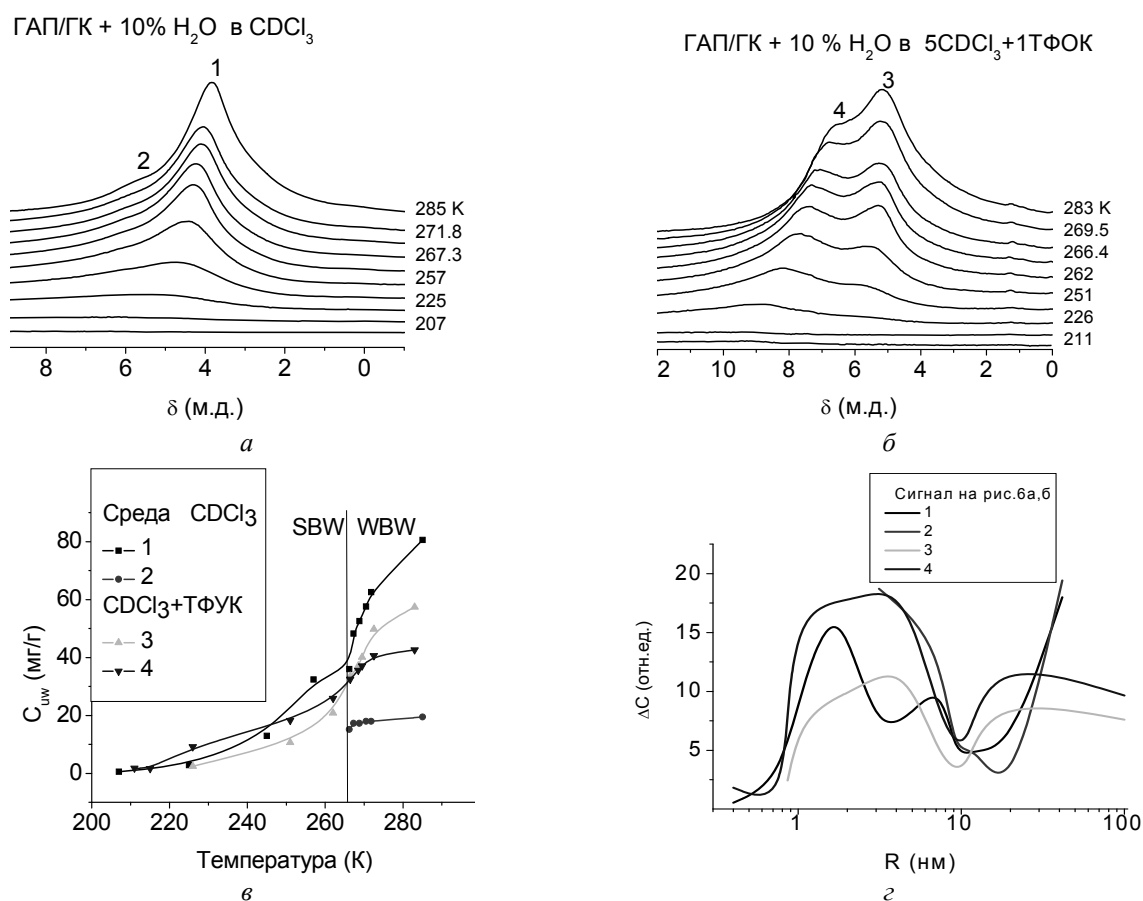 ГАП/ГК + 10% H2O в CDCl3
1
2
285 K
271.8
267.3
257
225
207
8 6 4 2 0
δ (м.д.)
а
ГАП/ГК + 10 % H2O в 5CDCl3+1ТФОК
3
4
283 K
269.5
266.4
262
251
226
211
2 10 8 6 4 2 0
δ (м.д.)
б
Среда CDCl3
1
2
CDCl3+ТФУК
3
4
SBW WBW
80
60
40
20
0
Cuw (мг/г)
200 220 240 260 280
Температура (К)
в
Сигнал на рис.6а,б
1
2
3
4
20
15
10
5
ΔC (отн.ед.)
1 10 100
R (нм)
г